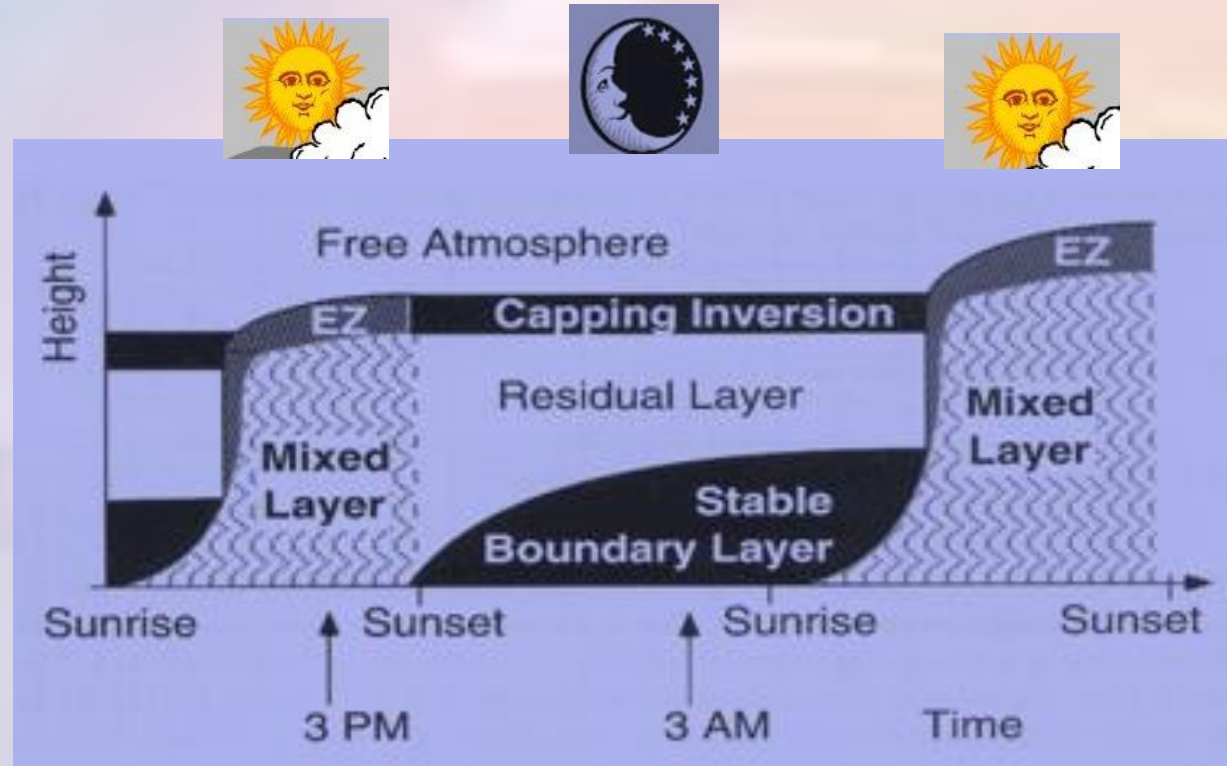 Height
Free Atmosphere
EZ
EZ
Capping Inversion
Residual Layer
Mixed
Layer
Mixed
Layer
Stable
Boundary Layer
Sunrise
Sunset
Sunrise
Sunset
3 PM
3 AM
Time